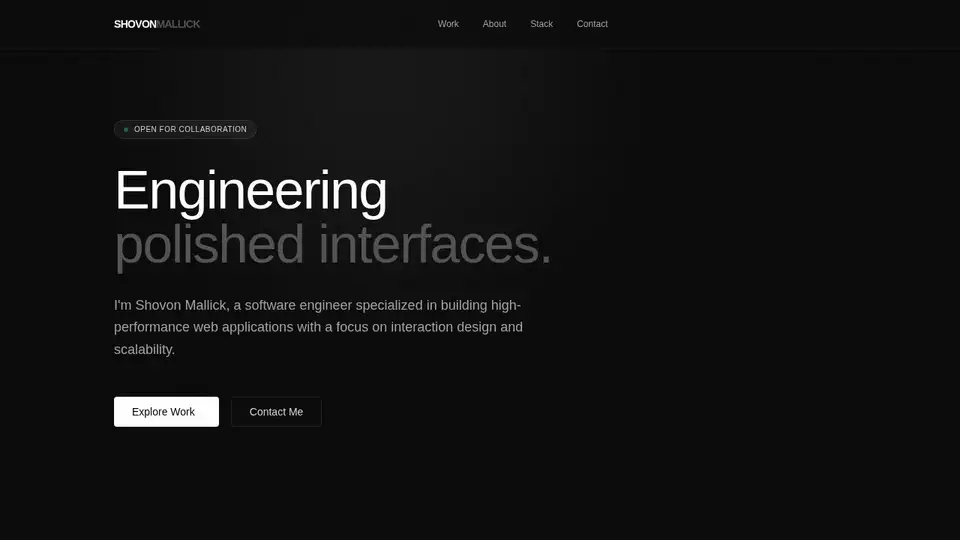 SHOVONMALLICK
Work
About
Stack
Contact
OPEN FOR COLLABORATION
Engineering
polished interfaces.
I'm Shovon Mallick, a software engineer specialized in building high-
performance web applications with a focus on interaction design and
scalability.
Explore Work
Contact Me